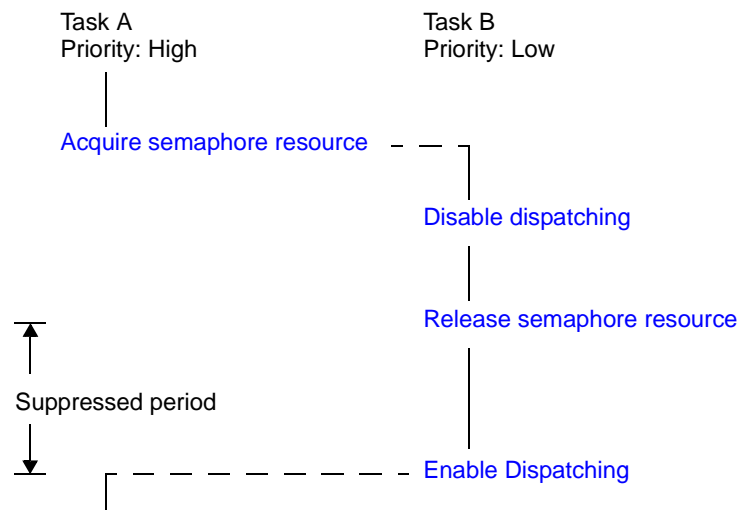 Task A
Priority: High
Task B
Priority: Low
Acquire semaphore resource
Disable dispatching
Release semaphore resource
Suppressed period
Enable Dispatching